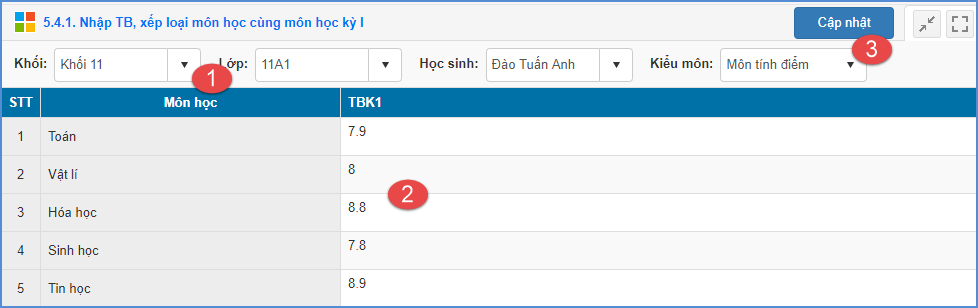 5.4.1. Nhập TB, xếp loại môn học cùng môn học kỳ I
Cập nhật
3
Khối: Khối 11 Lớp: 11A1 Học sinh: Đào Tuấn Anh Kiểu môn: Môn tính điểm
1
STT Môn học TBK1
1 Toán 7.9
2 Vật lí 8
2
3 Hóa học 8.8
4 Sinh học 7.8
5 Tin học 8.9